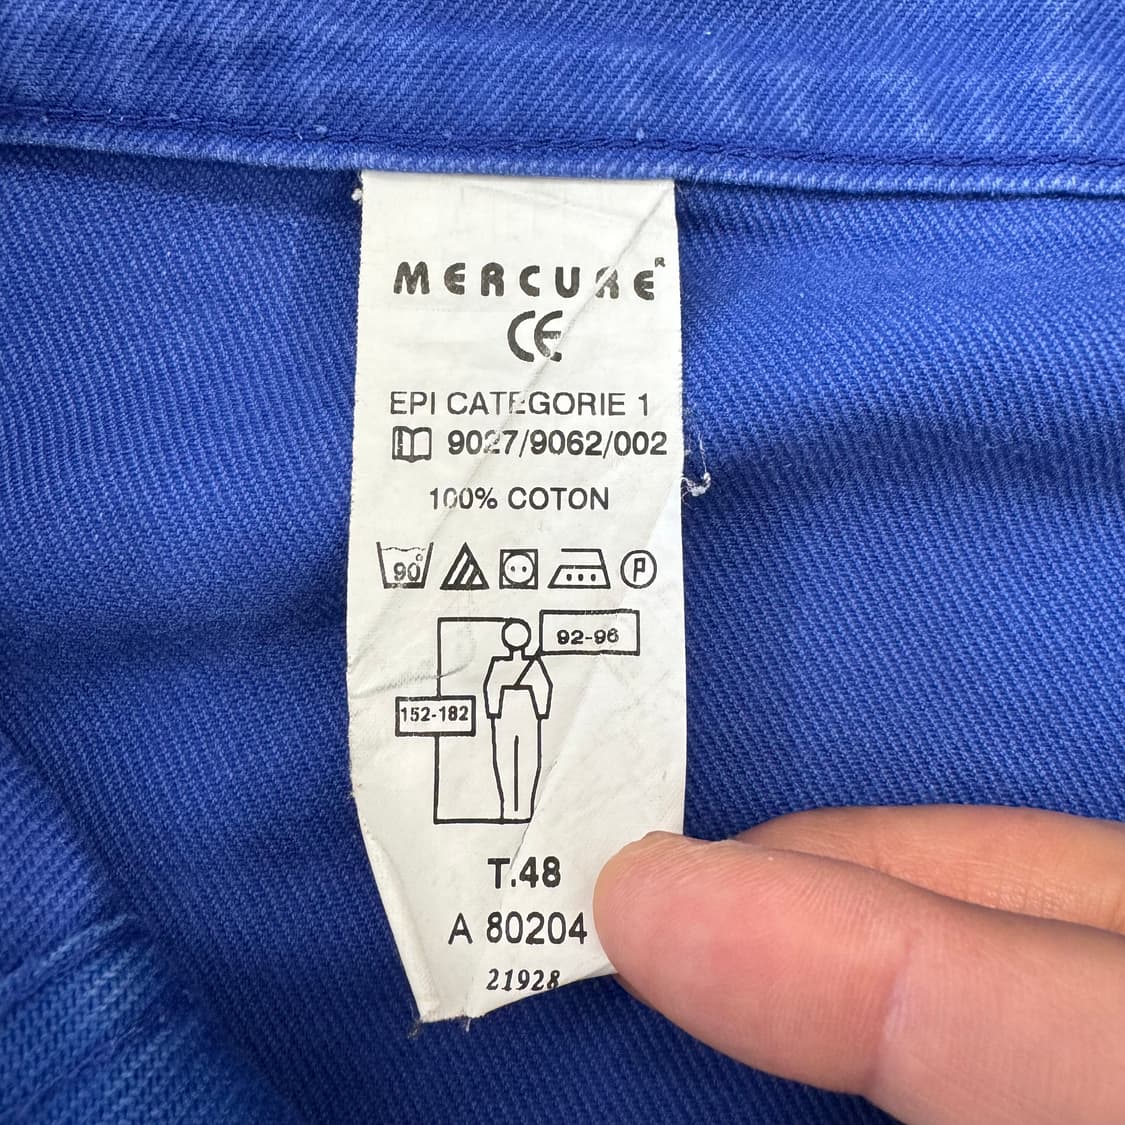 MERCURE R
CE
EPI CATEGORIE 1
9027/9062/002
100% COTON
90° P
92-96
152-182
T.48
A 80204
21928